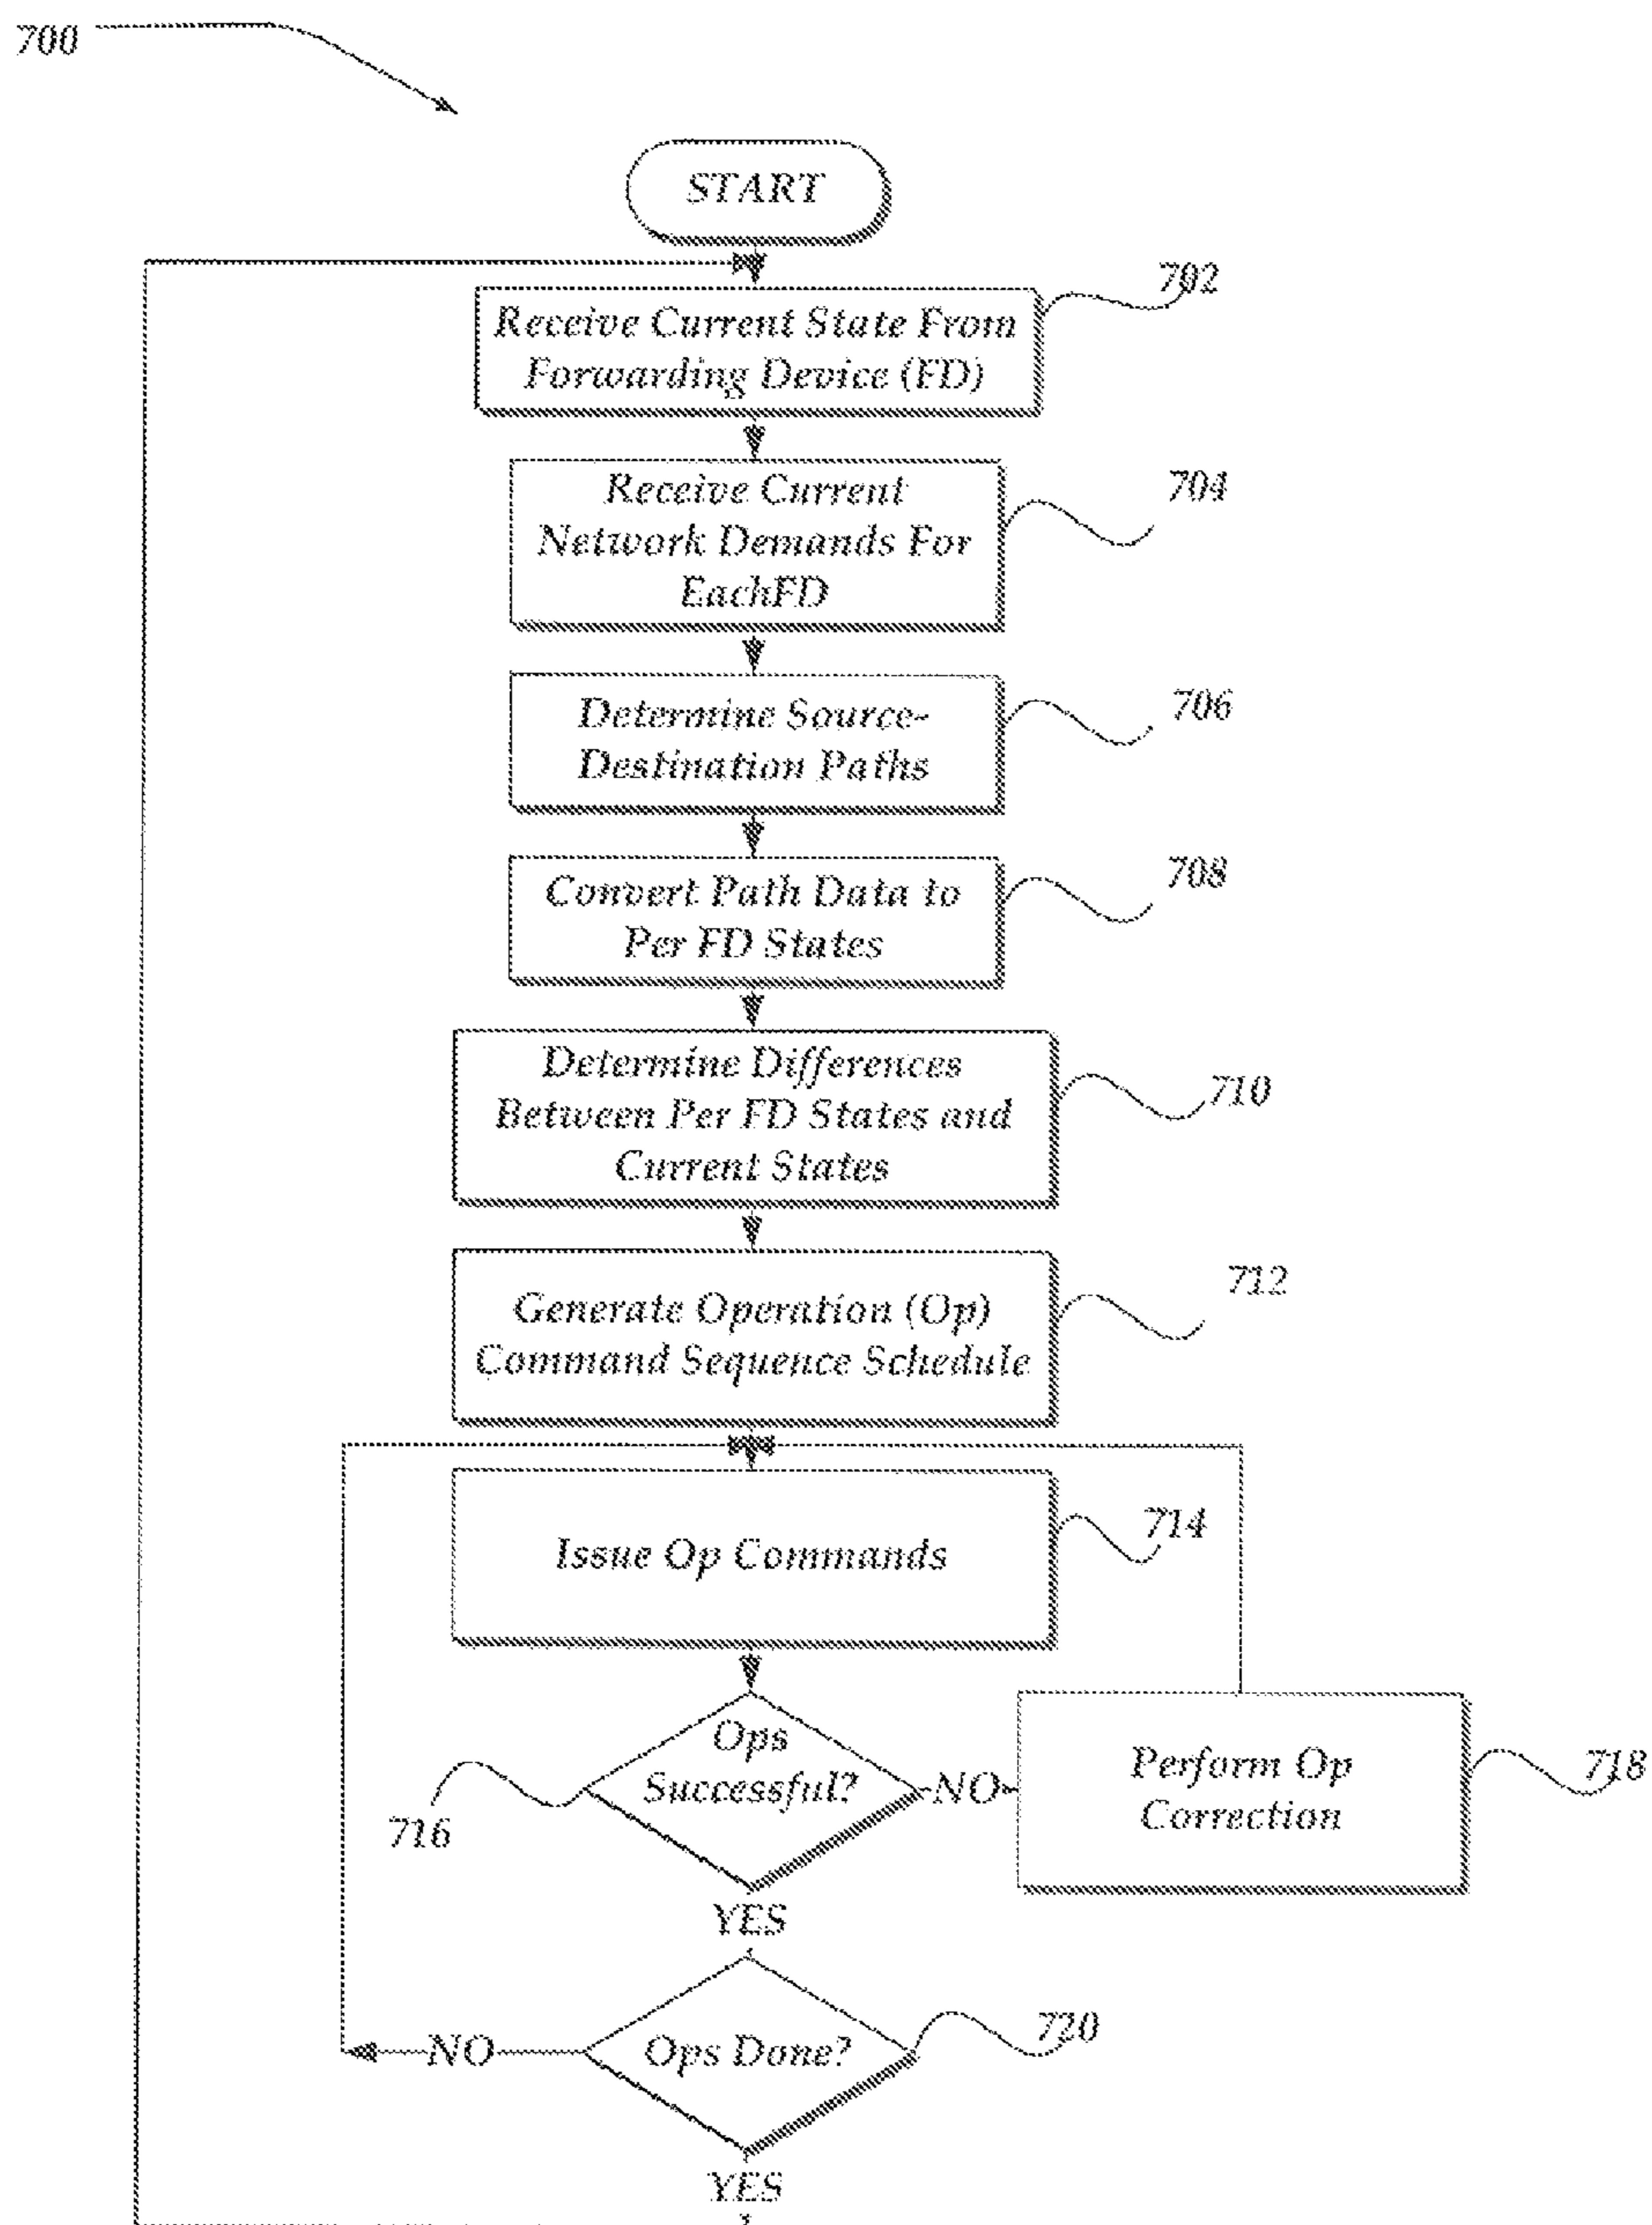 700
START
702
Receive Current State From
Forwarding Device (FD)
704
Receive Current
Network Demands For
EachFD
706
Determine Source-
Destination Paths
708
Convert Path Data to
Per FD States
710
Determine Differences
Between Per FD States and
Current States
712
Generate Operation (Op)
Command Sequence Schedule
714
Issue Op Commands
Ops
Successful?
NO
Perform Op
Correction
718
716
YES
720
NO
Ops Done?
YES